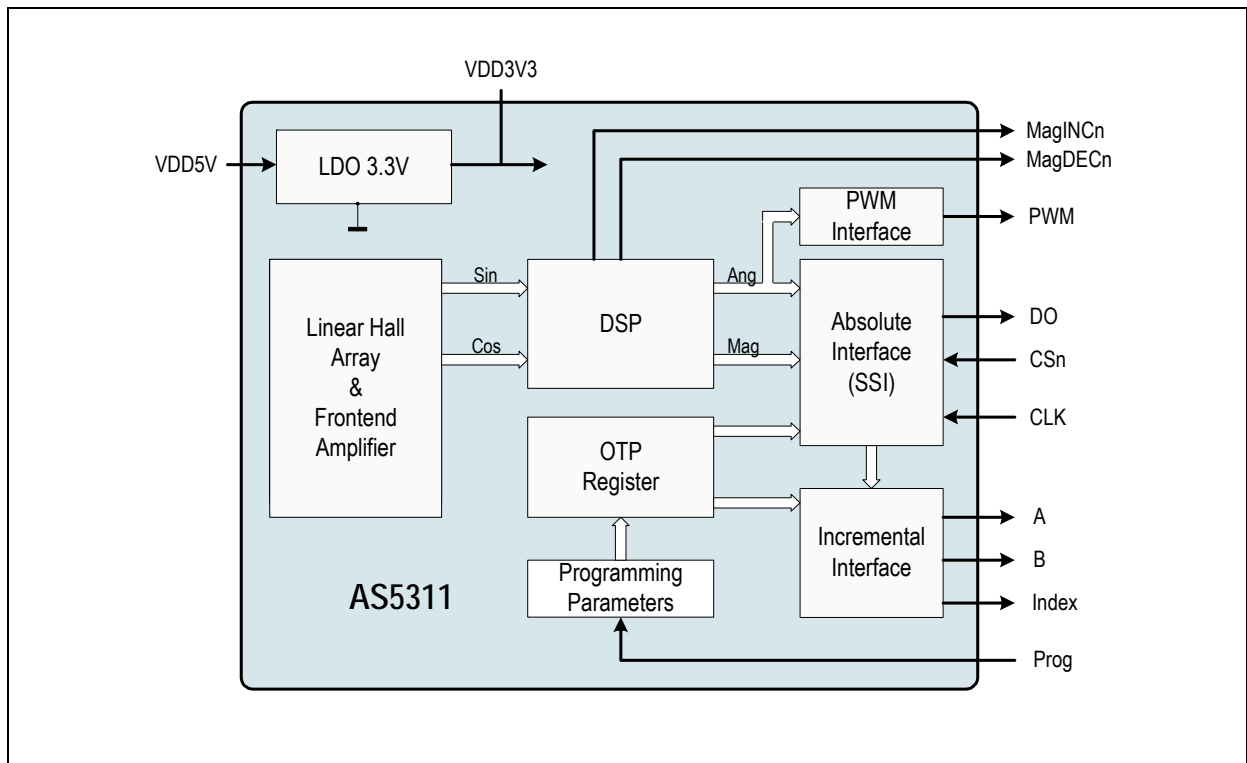 VDD3V3
VDD5V
LDO 3.3V
MagINCn
MagDECn
PWM
Interface
PWM
Linear Hall
Array
&
Frontend
Amplifier
Sin
Cos
DSP
Ang
Mag
Absolute
Interface
(SSI)
DO
CSn
CLK
OTP
Register
Incremental
Interface
A
B
Index
Programming
Parameters
Prog
AS5311